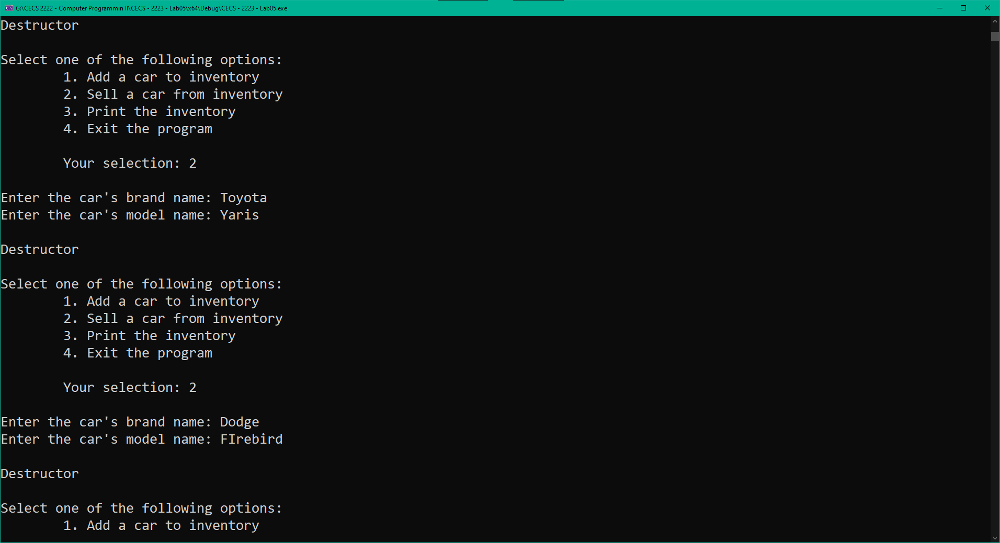 G:\CECS 2222 - Computer Programmin II\CECS - 2223 - Lab05\x64\Debug\CECS - 2223 - Lab05.exe
Destructor
Select one of the following options:
1. Add a car to inventory
2. Sell a car from inventory
3. Print the inventory
4. Exit the program
Your selection: 2
Enter the car's brand name: Toyota
Enter the car's model name: Yaris
Destructor
Select one of the following options:
1. Add a car to inventory
2. Sell a car from inventory
3. Print the inventory
4. Exit the program
Your selection: 2
Enter the car's brand name: Dodge
Enter the car's model name: FIrebird
Destructor
Select one of the following options:
1. Add a car to inventory